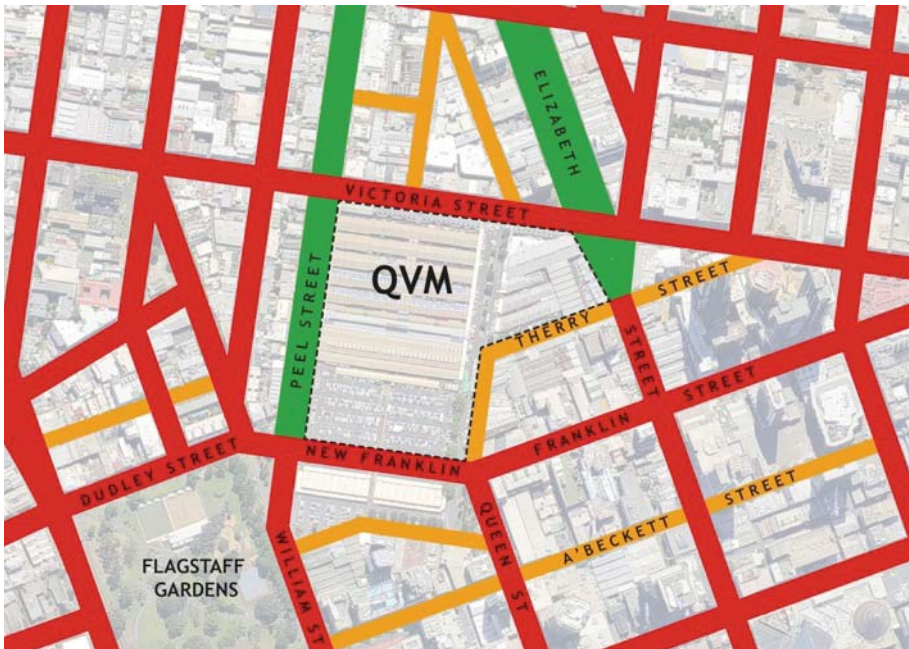 ELIZABETH
VICTORIA STREET
QVM
PEEL STREET
THERRY STREET
STREET
FRANKLIN STREET
NEW FRANKLIN
DUDLEY STREET
QUEEN ST
A'BECKETT STREET
WILLIAM ST
FLAGSTAFF
GARDENS